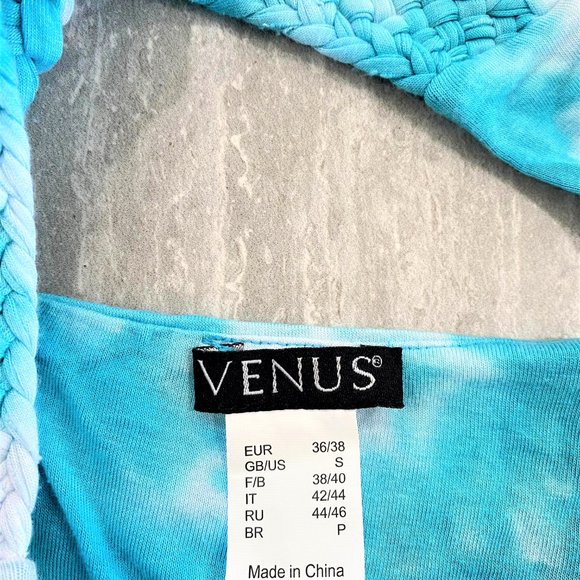 VENUS®
EUR 36/38
GB/US S
F/B 38/40
IT 42/44
RU 44/46
BR P
Made in China